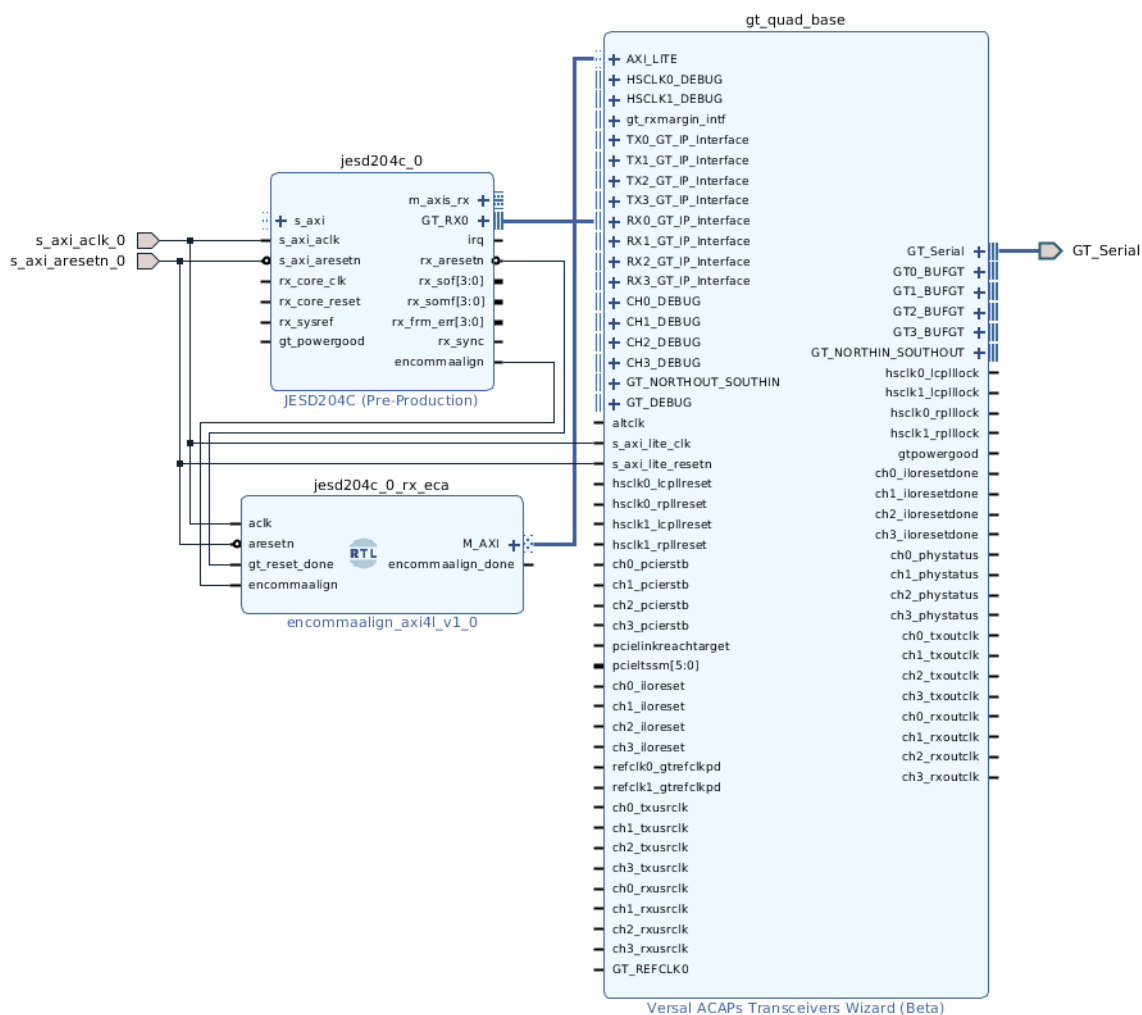 gt_quad_base
AXI_LITE
HSCLK0_DEBUG
HSCLK1_DEBUG
gt_rxmargin_intf
TX0_GT_IP_Interface
TX1_GT_IP_Interface
TX2_GT_IP_Interface
TX3_GT_IP_Interface
RX0_GT_IP_Interface
RX1_GT_IP_Interface
RX2_GT_IP_Interface
RX3_GT_IP_Interface
CH0_DEBUG
CH1_DEBUG
CH2_DEBUG
CH3_DEBUG
GT_NORTHOUT_SOUTHIN
GT_DEBUG
altclk
s_axi_lite_clk
s_axi_lite_resetn
hsclk0_lcpllreset
hsclk0_rpllreset
hsclk1_lcpllreset
hsclk1_rpllreset
ch0_pcierstb
ch1_pcierstb
ch2_pcierstb
ch3_pcierstb
pcielinkreachtarget
pcieltssm[5:0]
ch0_iloreset
ch1_iloreset
ch2_iloreset
ch3_iloreset
refclk0_gtrefclkpd
refclk1_gtrefclkpd
ch0_txusrclk
ch1_txusrclk
ch2_txusrclk
ch3_txusrclk
ch0_rxusrclk
ch1_rxusrclk
ch2_rxusrclk
ch3_rxusrclk
GT_REFCLK0
GT_Serial
GT0_BUFGT
GT1_BUFGT
GT2_BUFGT
GT3_BUFGT
GT_NORTHIN_SOUTHOUT
hsclk0_lcplllock
hsclk1_lcplllock
hsclk0_rplllock
hsclk1_rplllock
gtpowergood
ch0_iloresetdone
ch1_iloresetdone
ch2_iloresetdone
ch3_iloresetdone
ch0_phystatus
ch1_phystatus
ch2_phystatus
ch3_phystatus
ch0_txoutclk
ch1_txoutclk
ch2_txoutclk
ch3_txoutclk
ch0_rxoutclk
ch1_rxoutclk
ch2_rxoutclk
ch3_rxoutclk
Versal ACAPs Transceivers Wizard (Beta)
GT_Serial
jesd204c_0
s_axi
s_axi_aclk
s_axi_aresetn
rx_core_clk
rx_core_reset
rx_sysref
gt_powergood
m_axis_rx
GT_RX0
irq
rx_aresetn
rx_sof[3:0]
rx_somf[3:0]
rx_frm_err[3:0]
rx_sync
encommaalign
JESD204C (Pre-Production)
s_axi_aclk_0
s_axi_aresetn_0
jesd204c_0_rx_eca
aclk
aresetn
gt_reset_done
encommaalign
RTL
M_AXI
encommaalign_done
encommaalign_axi4l_v1_0